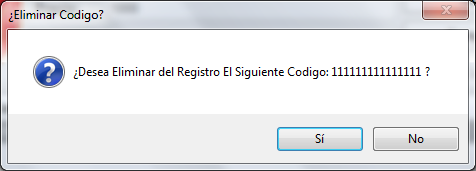 ¿Eliminar Codigo?
¿Desea Eliminar del Registro El Siguiente Codigo: 111111111111111 ?
Sí
No